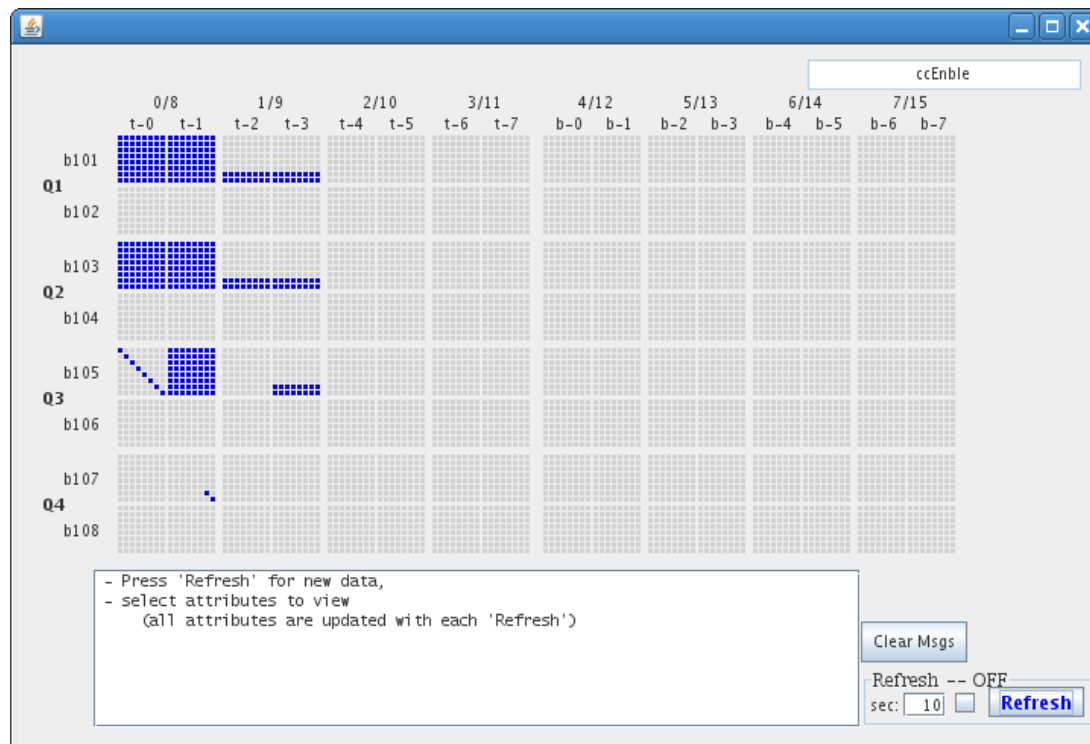 ccEnble
0/8 1/9 2/10 3/11 4/12 5/13 6/14 7/15
t-0 t-1 t-2 t-3 t-4 t-5 t-6 t-7 b-0 b-1 b-2 b-3 b-4 b-5 b-6 b-7
b101
Q1
b102
b103
Q2
b104
b105
Q3
b106
b107
Q4
b108
- Press 'Refresh' for new data,
- select attributes to view
(all attributes are updated with each 'Refresh')
Clear Msgs
Refresh -- OFF
sec: 10 Refresh